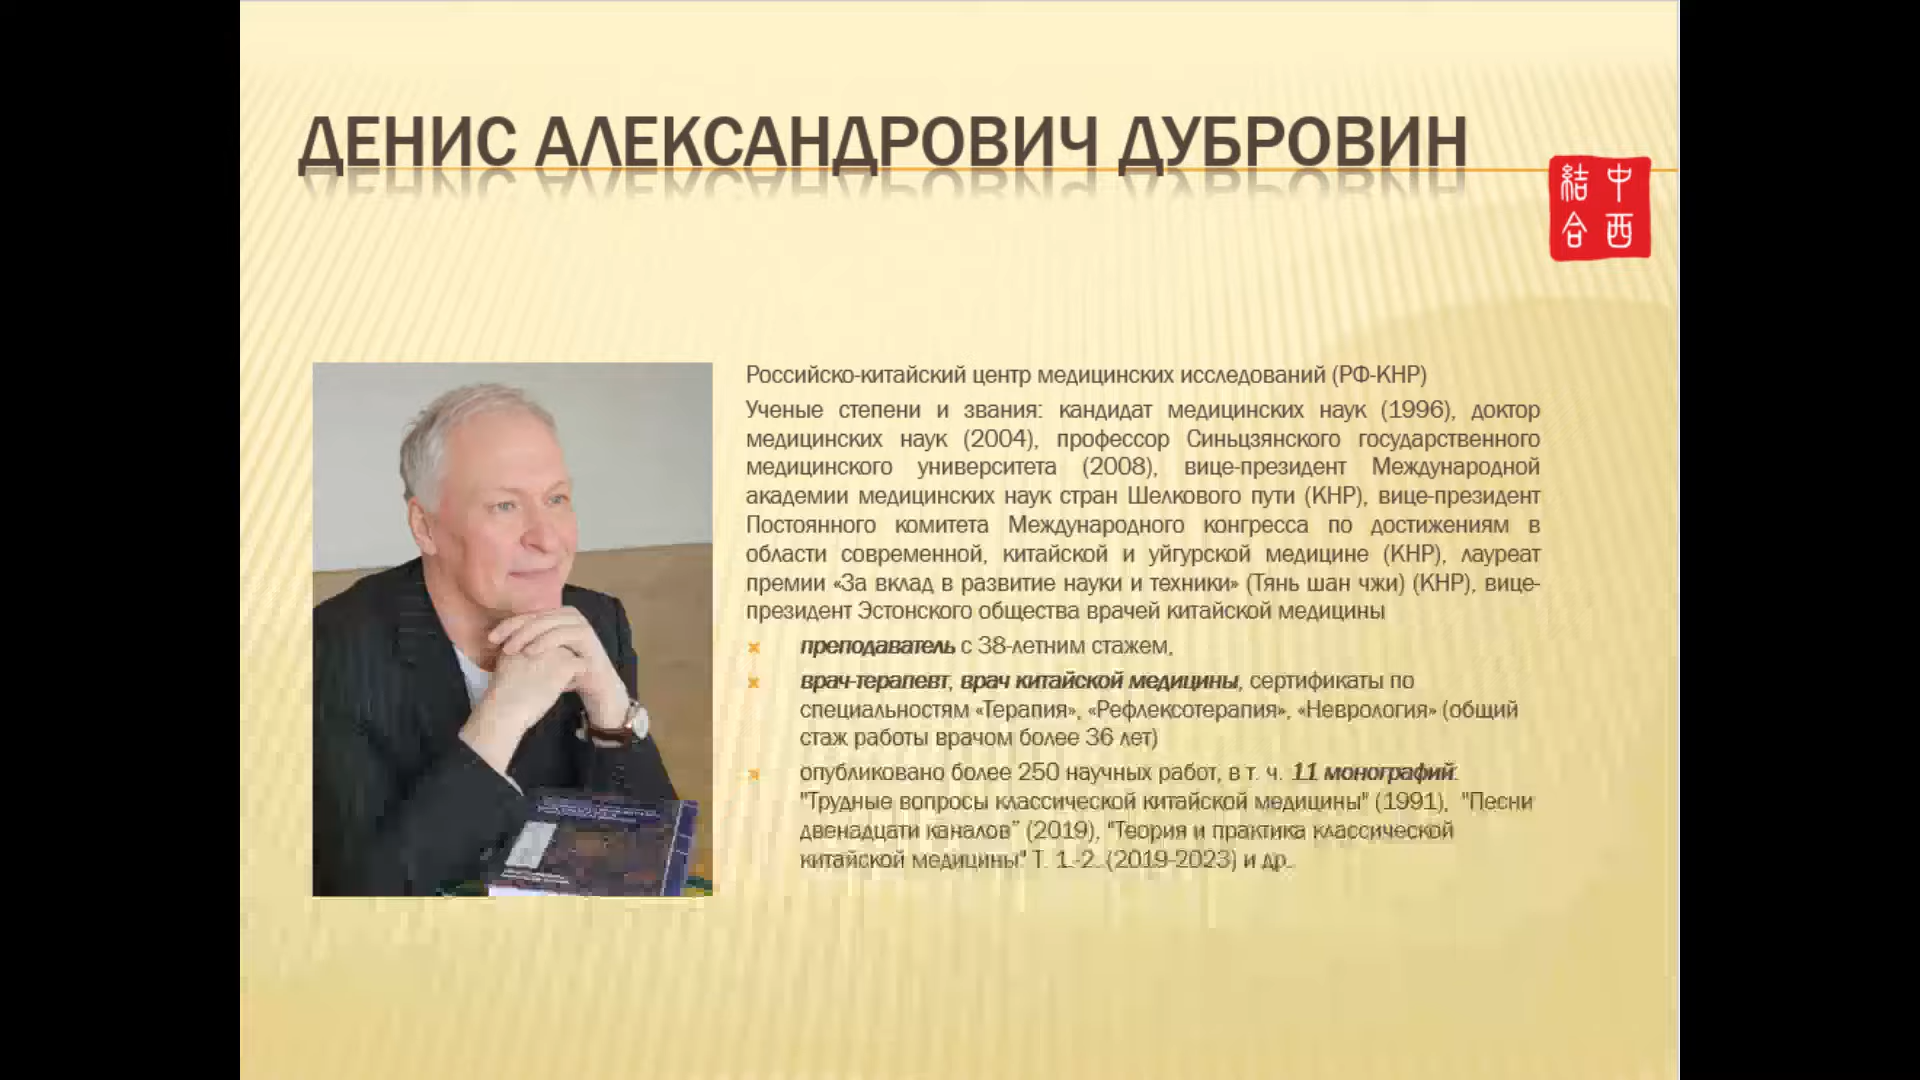 ДЕНИС АЛЕКСАНДРОВИЧ ДУБРОВИН
結 中
合 西
Российско-китайский центр медицинских исследований (РФ-КНР)
Ученые степени и звания: кандидат медицинских наук (1996), доктор
медицинских наук (2004), профессор Синьцзянского государственного
медицинского университета (2008), вице-президент Международной
академии медицинских наук стран Шелкового пути (КНР), вице-президент
Постоянного комитета Международного конгресса по достижениям в
области современной, китайской и уйгурской медицине (КНР), лауреат
премии «За вклад в развитие науки и техники» (Тянь шан чжи) (КНР), вице-
президент Эстонского общества врачей китайской медицины
преподаватель с 38-летним стажем,
врач-терапевт, врач китайской медицины, сертификаты по
специальностям «Терапия», «Рефлексотерапия», «Неврология» (общий
стаж работы врачом более 36 лет)
опубликовано более 250 научных работ, в т. ч. 11 монографий:
"Трудные вопросы классической китайской медицины" (1991), "Песни
двенадцати каналов" (2019), "Теория и практика классической
китайской медицины" Т. 1.-2. (2019-2023) и др.